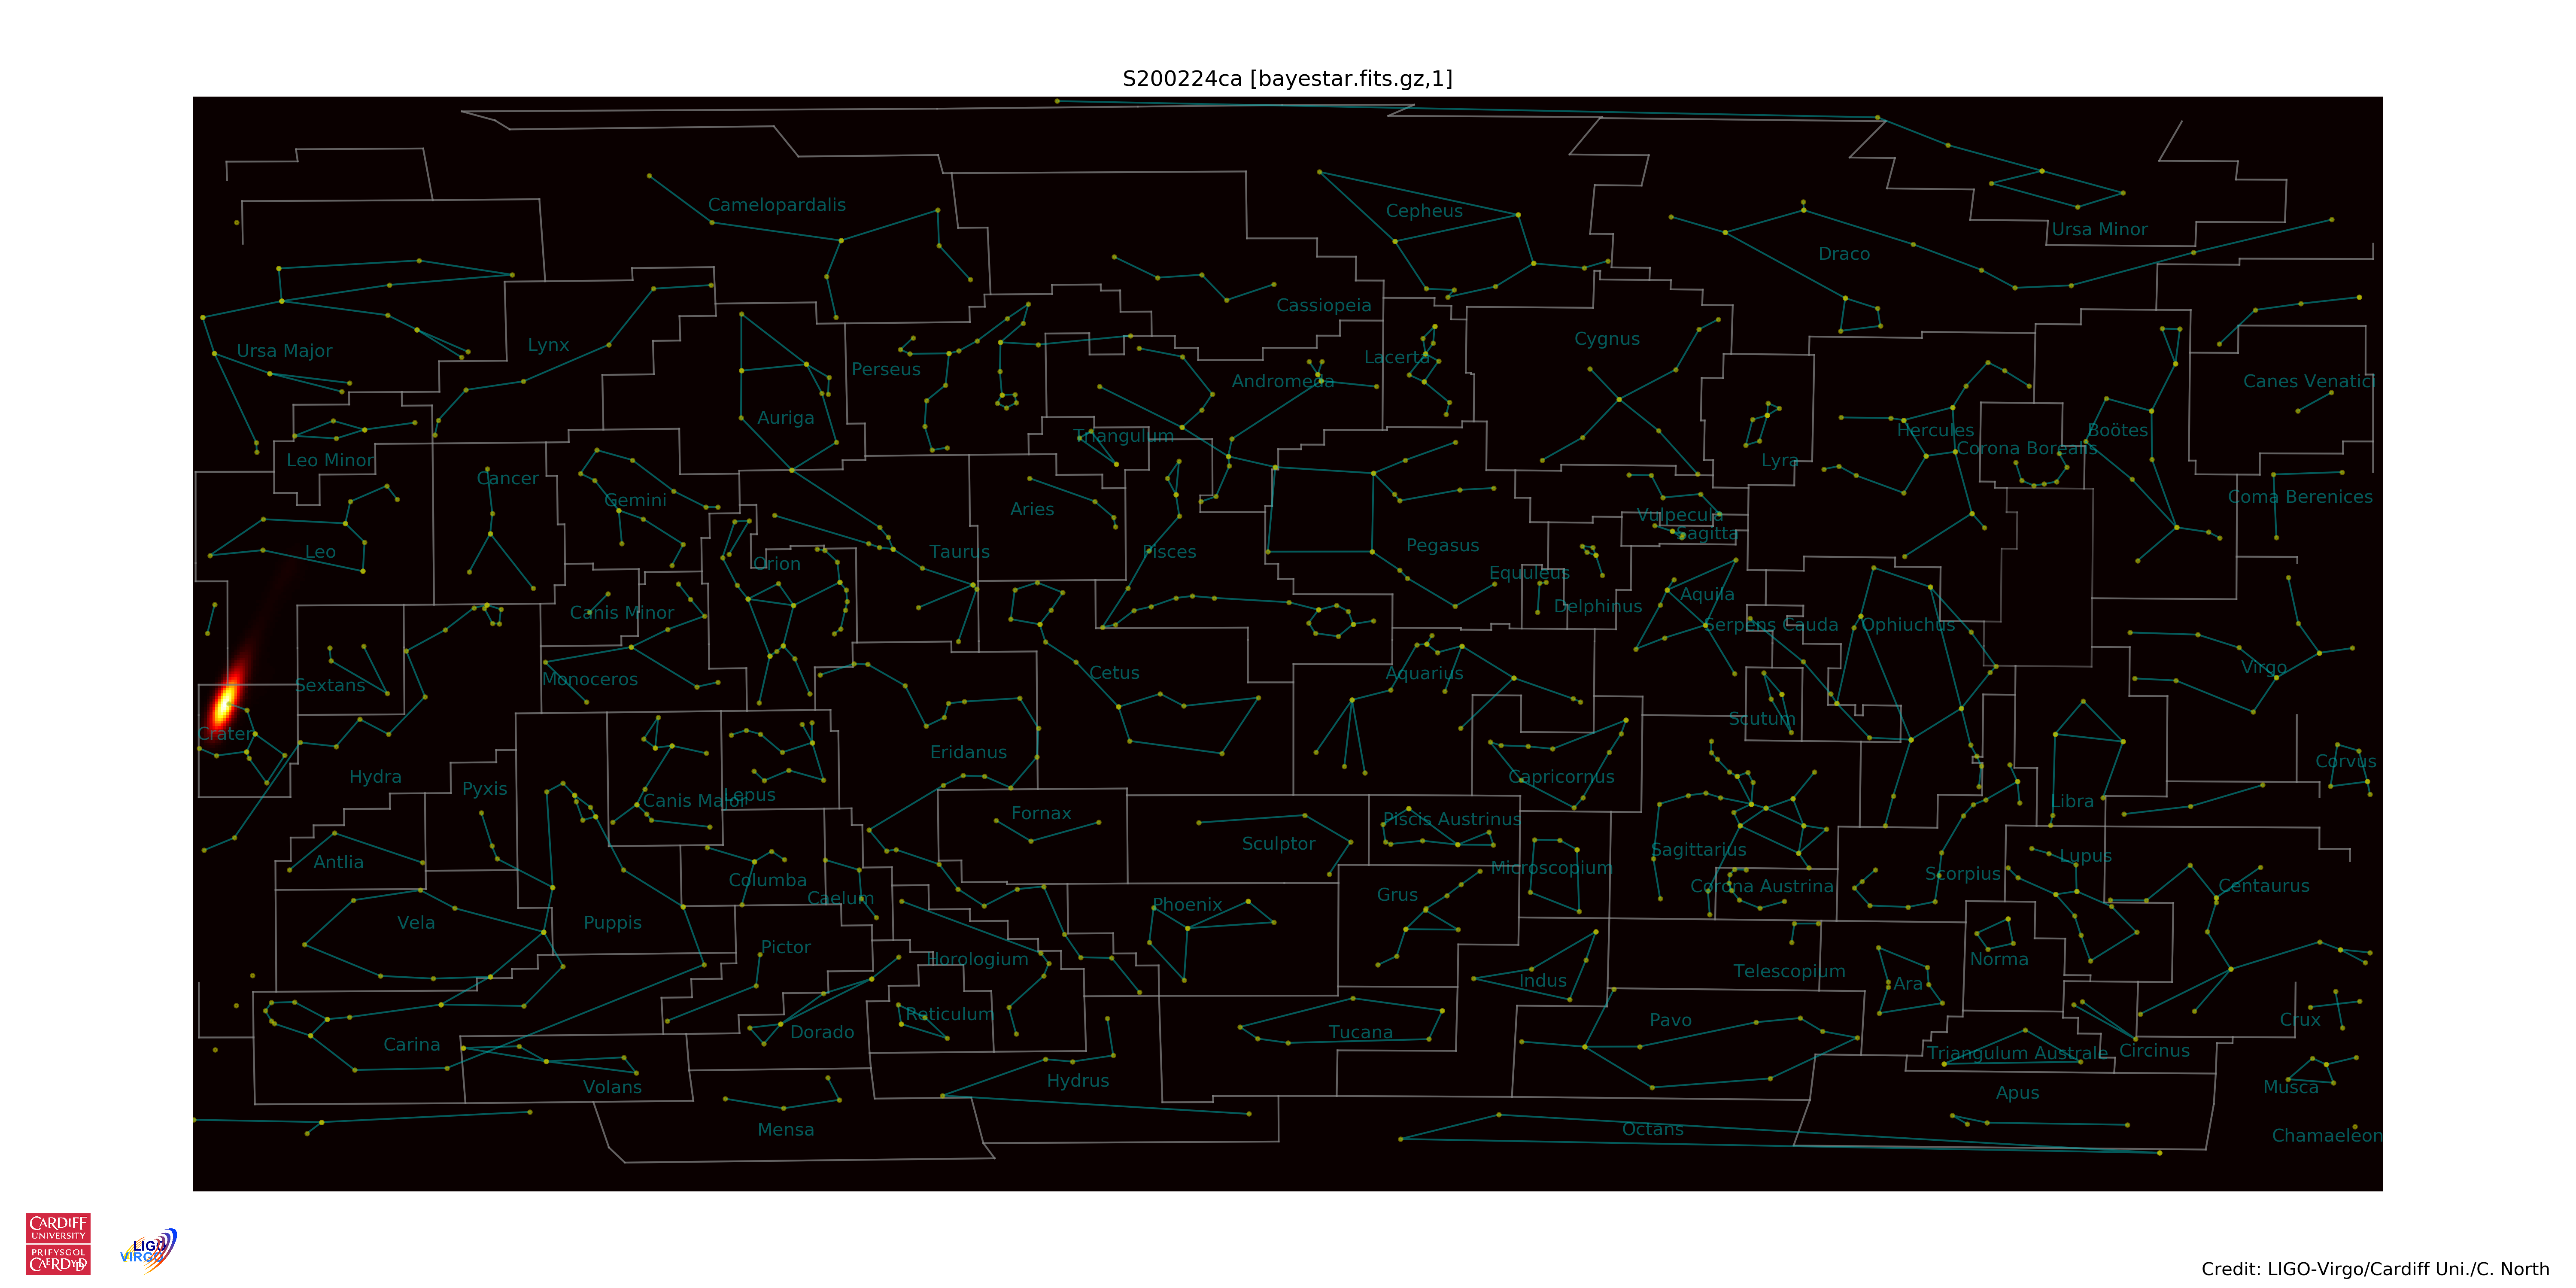 S200224ca [bayestar.fits.gz,1]
Camelopardalis
Cepheus
Ursa Minor
Draco
Cassiopeia
Cygnus
Ursa Major
Lynx
Lacerta
Perseus
Andromeda
Canes Venatici
Auriga
Triangulum
Hercules
Boötes
Corona Borealis
Leo Minor
Lyra
Cancer
Gemini
Coma Berenices
Aries
Vulpecula
Sagitta
Leo
Taurus
Pisces
Pegasus
Orion
Equuleus
Canis Minor
Delphinus
Aquila
Serpens Cauda
Ophiuchus
Virgo
Cetus
Aquarius
Monoceros
Sextans
Scutum
Crater
Eridanus
Corvus
Hydra
Capricornus
Pyxis
Canis Major
Lepus
Libra
Fornax
Piscis Austrinus
Sculptor
Sagittarius
Lupus
Antlia
Microscopium
Scorpius
Columba
Corona Austrina
Centaurus
Caelum
Grus
Phoenix
Vela
Puppis
Pictor
Horologium
Norma
Telescopium
Indus
Ara
Reticulum
Pavo
Crux
Dorado
Tucana
Carina
Circinus
Triangulum Australe
Hydrus
Volans
Musca
Apus
Mensa
Octans
Chamaeleon
CARDIFF
UNIVERSITY
PRIFYSGOL
CAERDYDD
LIGO
VIRGO
Credit: LIGO-Virgo/Cardiff Uni./C. North